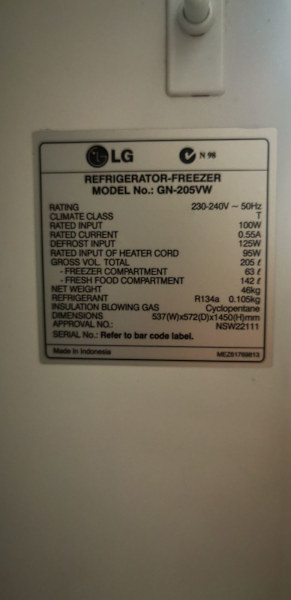 LG N 98
REFRIGERATOR-FREEZER
MODEL No.: GN-205VW
RATING 230-240V ~ 50Hz
CLIMATE CLASS T
RATED INPUT 100W
RATED CURRENT 0.55A
DEFROST INPUT 125W
RATED INPUT OF HEATER CORD 95W
GROSS VOL. TOTAL 205 ℓ
- FREEZER COMPARTMENT 63 ℓ
- FRESH FOOD COMPARTMENT 142 ℓ
NET WEIGHT 46kg
REFRIGERANT R134a 0.105kg
INSULATION BLOWING GAS Cyclopentane
DIMENSIONS 537(W)x572(D)x1450(H)mm
APPROVAL NO.: NSW22111
SERIAL No.: Refer to bar code label.
Made in Indonesia